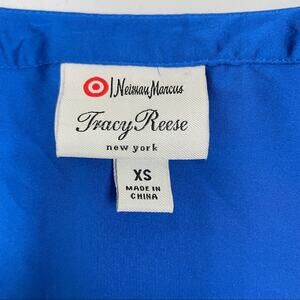 | Neiman Marcus
Tracy Reese
new york
XS
MADE IN
CHINA